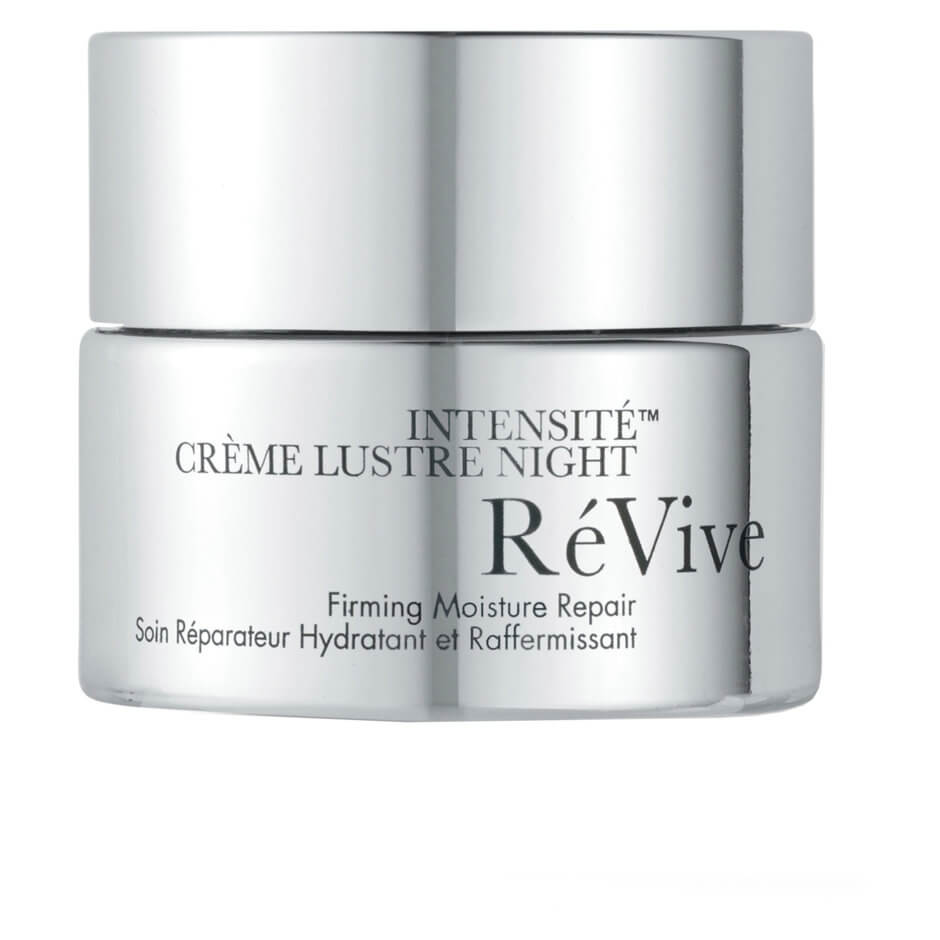 INTENSITÉ™
CRÈME LUSTRE NIGHT
RéVive
Firming Moisture Repair
Soin Réparateur Hydratant et Raffermissant